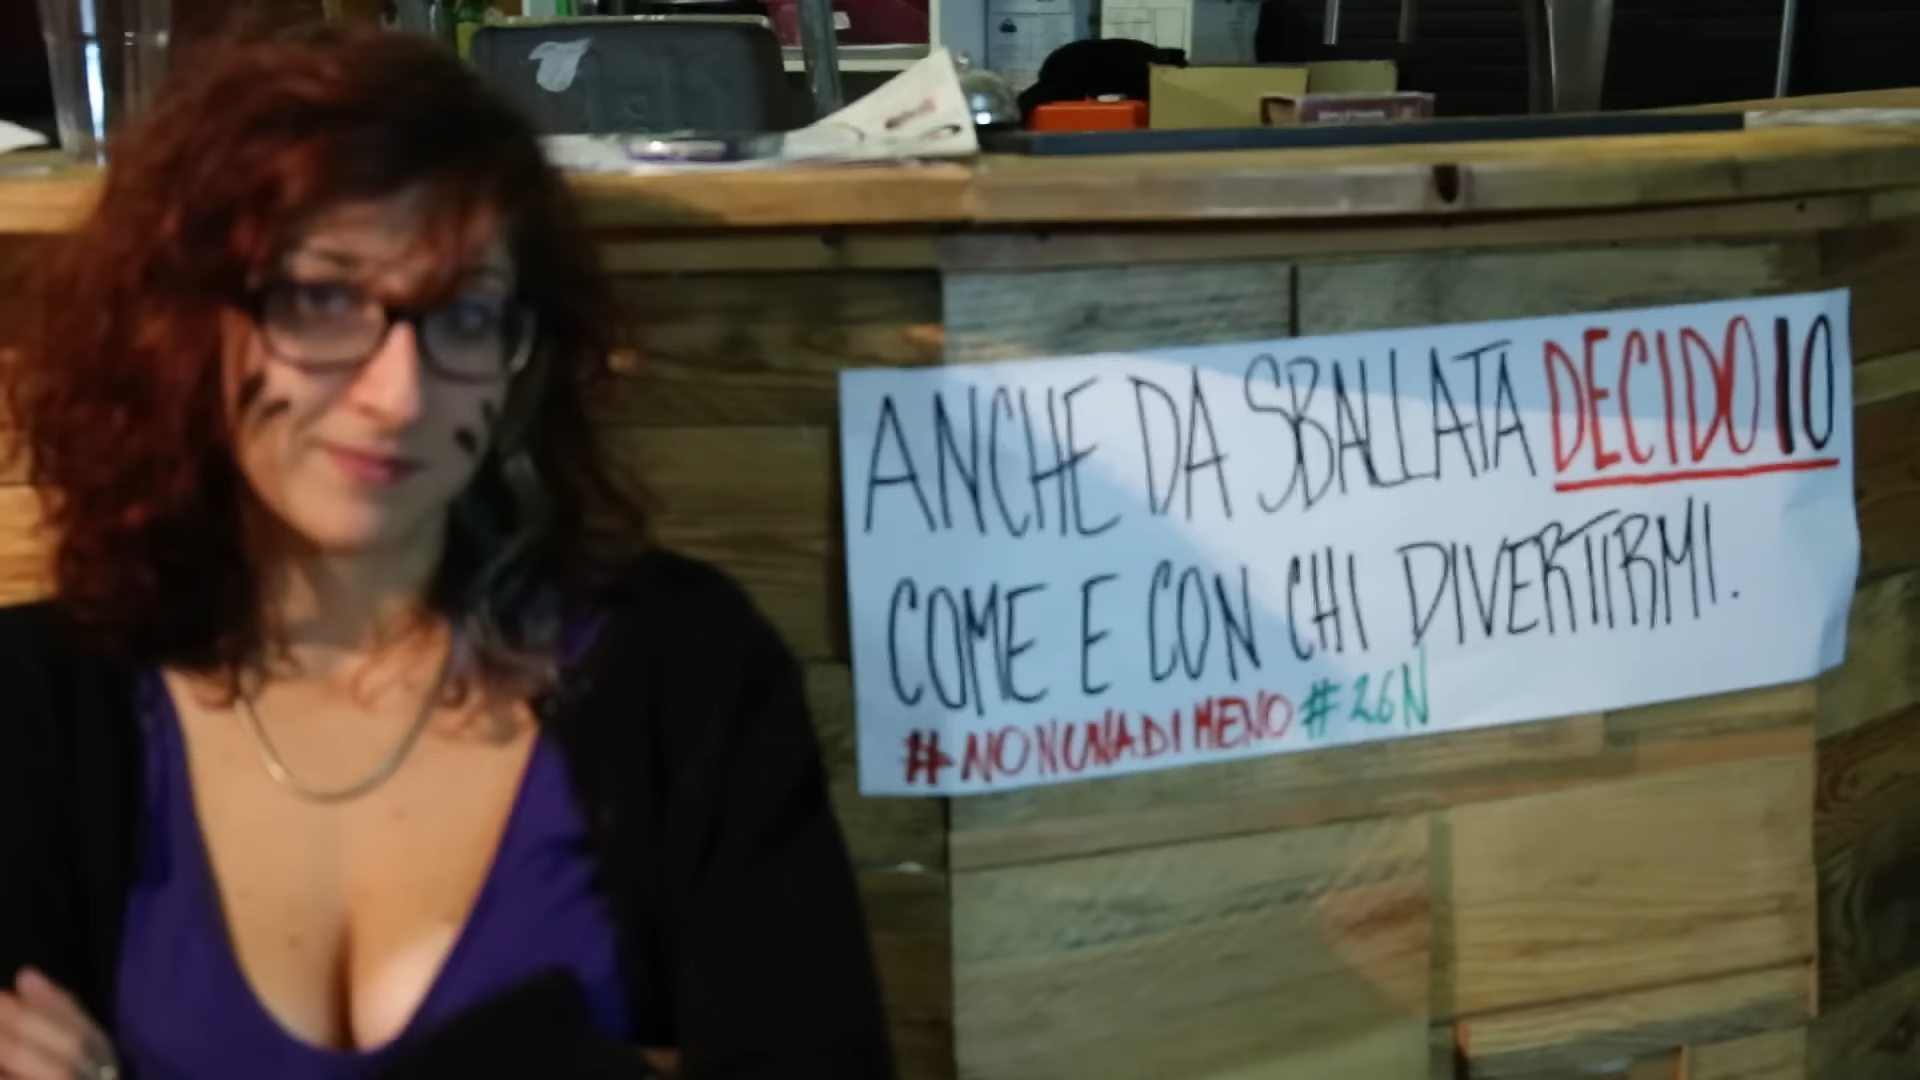 ANCHE DA SBALLATA DECIDO IO
COME E CON CHI DIVERTIRMI.
#NONUNADIMENO #26N